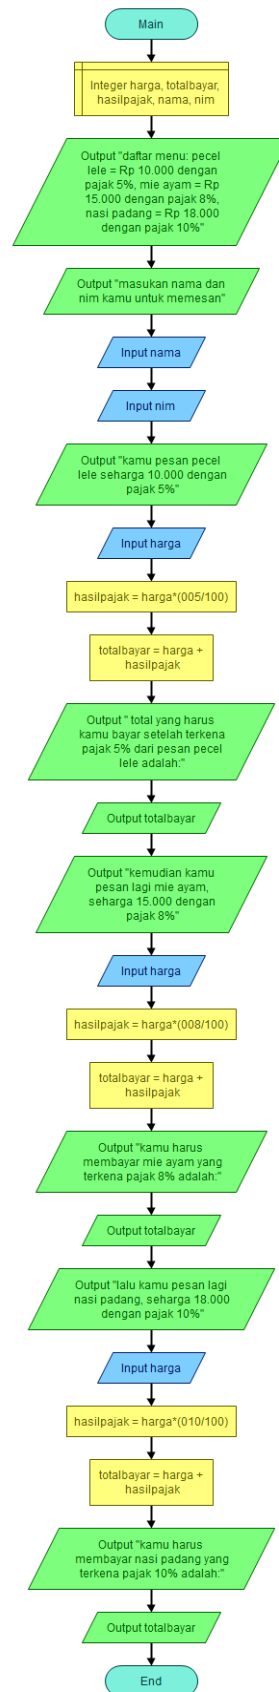 Main
Integer harga, totalbayar,
hasilpajak, nama, nim
Output "daftar menu: pecel
lele = Rp 10.000 dengan
pajak 5%, mie ayam = Rp
15.000 dengan pajak 8%,
nasi padang = Rp 18.000
dengan pajak 10%"
Output "masukan nama dan
nim kamu untuk memesan"
Input nama
Input nim
Output "kamu pesan pecel
lele seharga 10.000 dengan
pajak 5%"
Input harga
hasilpajak = harga*(005/100)
totalbayar = harga +
hasilpajak
Output " total yang harus
kamu bayar setelah terkena
pajak 5% dari pesan pecel
lele adalah:"
Output totalbayar
Output "kemudian kamu
pesan lagi mie ayam,
seharga 15.000 dengan
pajak 8%"
Input harga
hasilpajak = harga*(008/100)
totalbayar = harga +
hasilpajak
Output "kamu harus
membayar mie ayam yang
terkena pajak 8% adalah:"
Output totalbayar
Output "lalu kamu pesan lagi
nasi padang, seharga 18.000
dengan pajak 10%"
Input harga
hasilpajak = harga*(010/100)
totalbayar = harga +
hasilpajak
Output "kamu harus
membayar nasi padang yang
terkena pajak 10% adalah:"
Output totalbayar
End